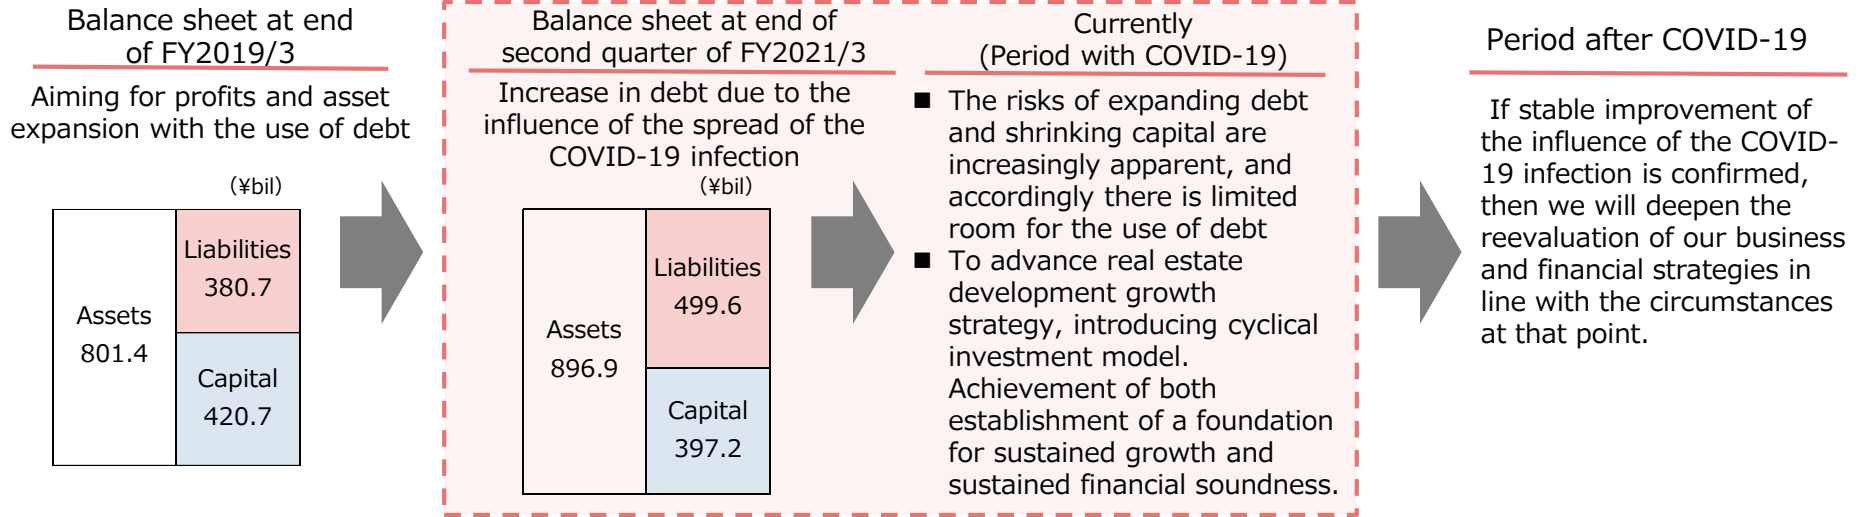 Balance sheet at end
of FY2019/3
Aiming for profits and asset
expansion with the use of debt
(¥bil)
Assets
801.4
Liabilities
380.7
Capital
420.7
Balance sheet at end of
second quarter of FY2021/3
Increase in debt due to the
influence of the spread of the
COVID-19 infection
(¥bil)
Assets
896.9
Liabilities
499.6
Capital
397.2
Currently
(Period with COVID-19)
■ The risks of expanding debt
and shrinking capital are
increasingly apparent, and
accordingly there is limited
room for the use of debt
■ To advance real estate
development growth
strategy, introducing cyclical
investment model.
Achievement of both
establishment of a foundation
for sustained growth and
sustained financial soundness.
Period after COVID-19
If stable improvement of
the influence of the COVID-
19 infection is confirmed,
then we will deepen the
reevaluation of our business
and financial strategies in
line with the circumstances
at that point.